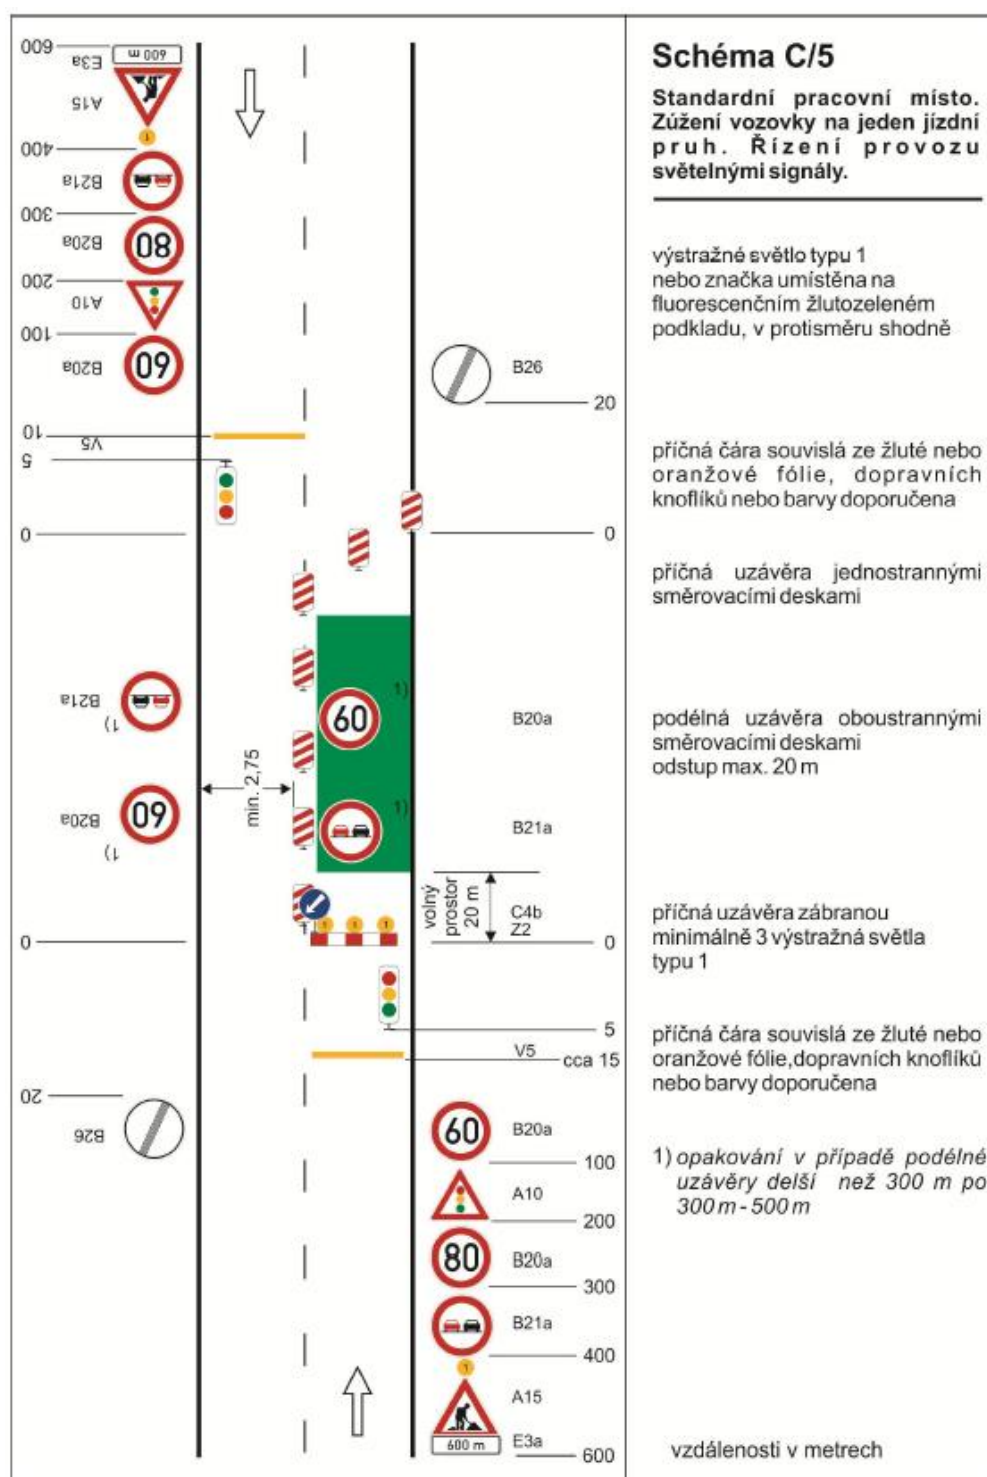 Schéma C/5
Standardní pracovní místo.
Zúžení vozovky na jeden jízdní
pruh. Řízení provozu
světelnými signály.
výstražné světlo typu 1
nebo značka umístěna na
fluorescenčním žlutozeleném
podkladu, v protisměru shodně
příčná čára souvislá ze žluté nebo
oranžové fólie, dopravních
knoflíků nebo barvy doporučena
příčná uzávěra jednostrannými
směrovacími deskami
podélná uzávěra oboustrannými
směrovacími deskami
odstup max. 20 m
příčná uzávěra zábranou
minimálně 3 výstražná světla
typu 1
příčná čára souvislá ze žluté nebo
oranžové fólie,dopravních knoflíků
nebo barvy doporučena
1) opakování v případě podélné
uzávěry delší než 300 m po
300 m - 500 m
vzdálenosti v metrech
600
E3a
600 m
A15
1
400
B21a
300
B20a
80
200
A10
100
B20a
60
10
V5
5
0
B21a
1)
B20a
60
1)
0
20
B26
min. 2,75
B26
20
0
1)
60
B20a
1)
B21a
volný
prostor
20 m
C4b
Z2
1 1 1
0
5
V5
cca 15
60
B20a
100
A10
200
80
B20a
300
B21a
400
1
A15
600 m
E3a
600